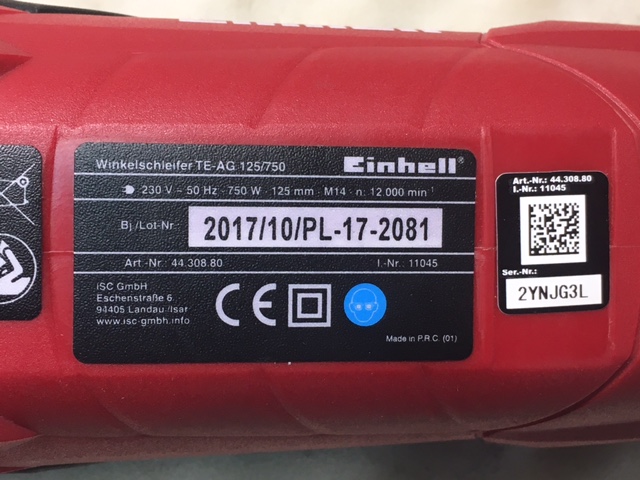 Winkelschleifer TE-AG 125/750
Einhell®
230 V ~ 50 Hz · 750 W · 125 mm · M14 · n: 12.000 min⁻¹
Bj./Lot-Nr.
2017/10/PL-17-2081
Art.-Nr.: 44.308.80
I.-Nr.: 11045
iSC GmbH
Eschenstraße 6
94405 Landau/Isar
www.isc-gmbh.info
CE
Made in P.R.C. (01)
Art.-Nr.: 44.308.80
I.-Nr.: 11045
Ser.-Nr.:
2YNJG3L